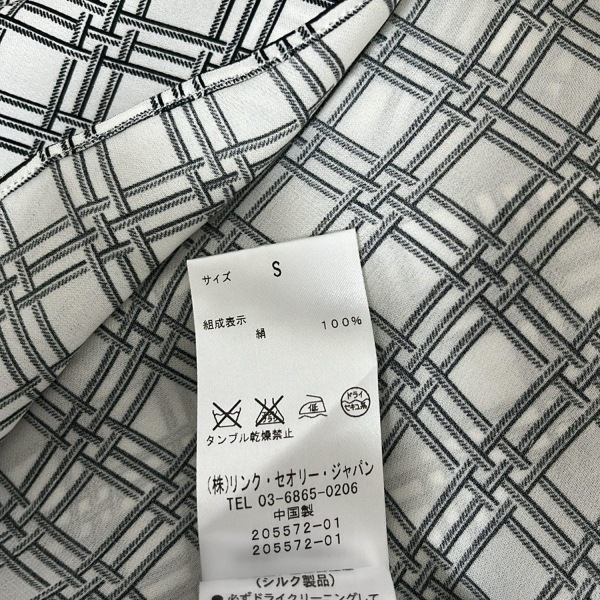 サイズ S
組成表示
絹 100%
低 ドライ セキユ系
タンブル乾燥禁止
(株)リンク・セオリー・ジャパン
TEL 03-6865-0206
中国製
205572-01
205572-01
(シルク製品)
●必ずドライクリーニングして